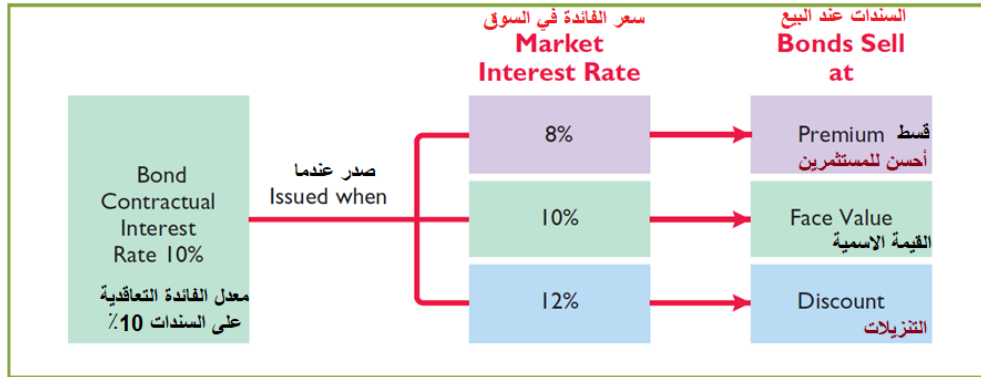 سعر الفائدة في السوق
Market
Interest Rate
السندات عند البيع
Bonds Sell
at
Bond
Contractual
Interest
Rate 10%
معدل الفائدة التعاقدية
على السندات 10٪
صدر عندما
Issued when
8%
Premium قسط
أحسن للمستثمرين
10%
Face Value
القيمة الاسمية
12%
Discount
التنزيلات